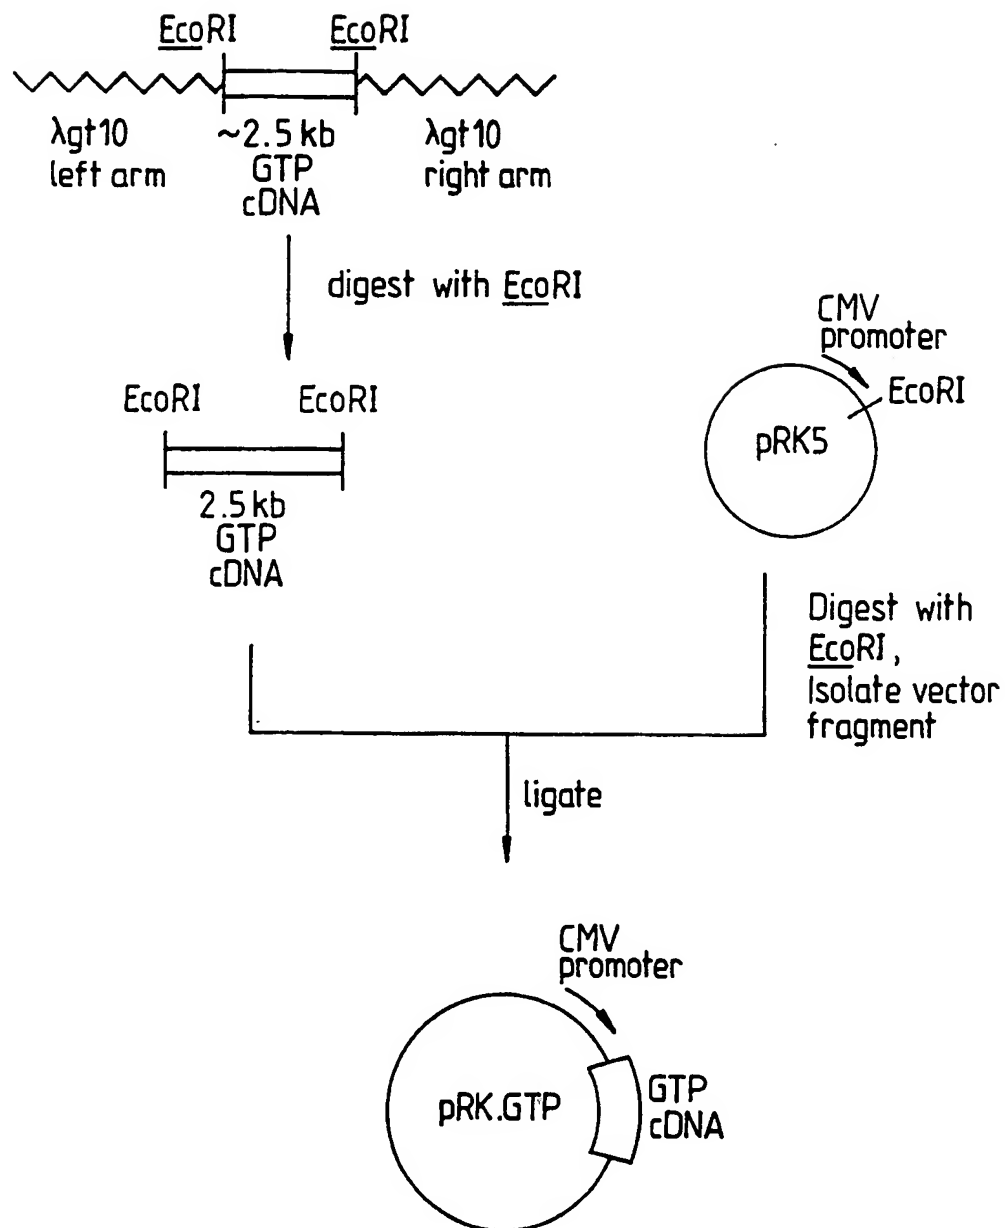 EcoRI
EcoRI
λgt10
left arm
~2.5 kb
GTP
cDNA
λgt10
right arm
digest with EcoRI
EcoRI
EcoRI
2.5 kb
GTP
cDNA
CMV
promoter
EcoRI
pRK5
Digest with
EcoRI,
Isolate vector
fragment
ligate
CMV
promoter
pRK.GTP
GTP
cDNA